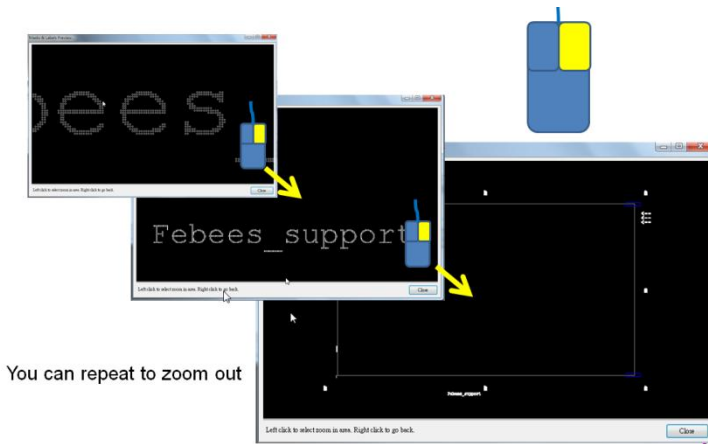 bees
Left click to select zoom in area. Right click to go back.
Close
Febees_support
Left click to select zoom in area. Right click to go back.
Close
You can repeat to zoom out
Febees_support
Left click to select zoom in area. Right click to go back.
Close